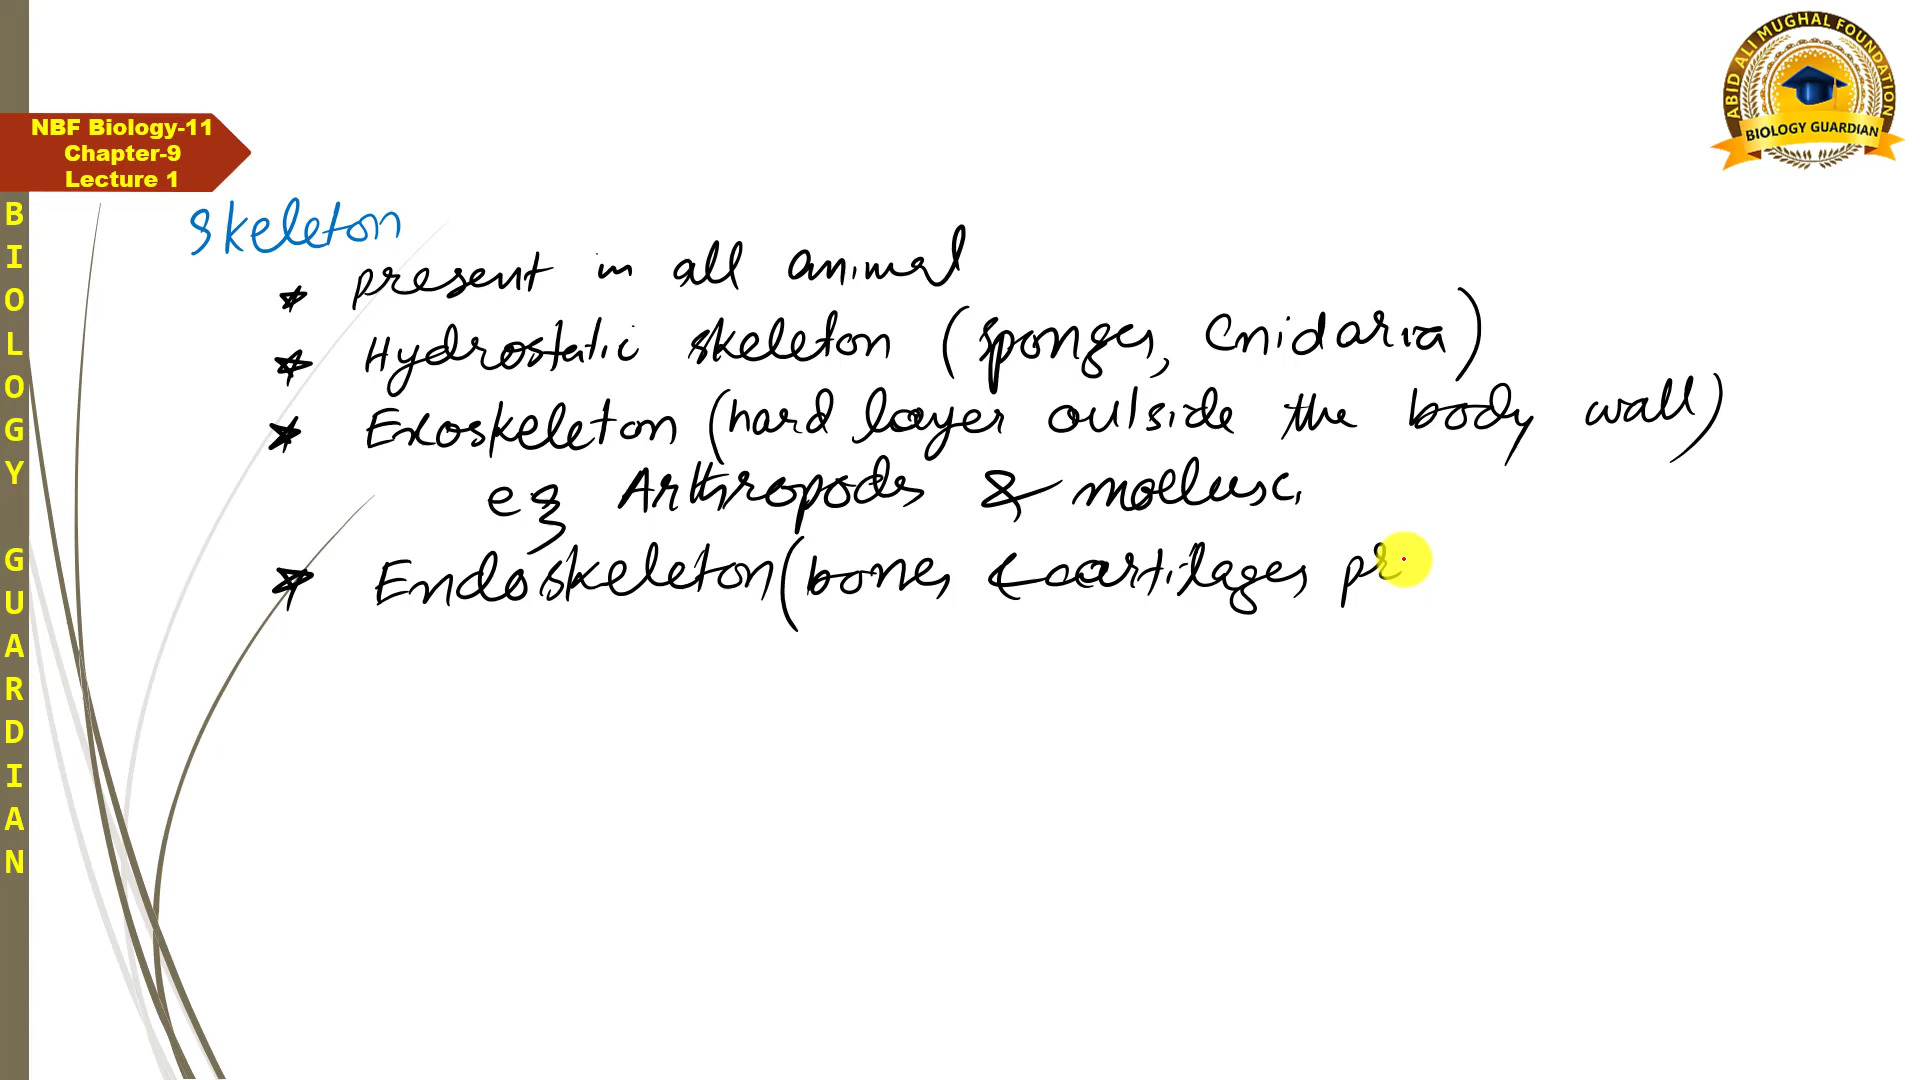 ABID ALI MUGHAL FOUNDATION
BIOLOGY GUARDIAN
NBF Biology-11
Chapter-9
Lecture 1
BIOLOGY GUARDIAN
Skeleton
* present in all animal
* Hydrostatic skeleton (sponges, Cnidaria)
* Exoskeleton (hard layer outside the body wall)
eg Arthropods & mollusc,
* Endoskeleton (bones & cartilages pr